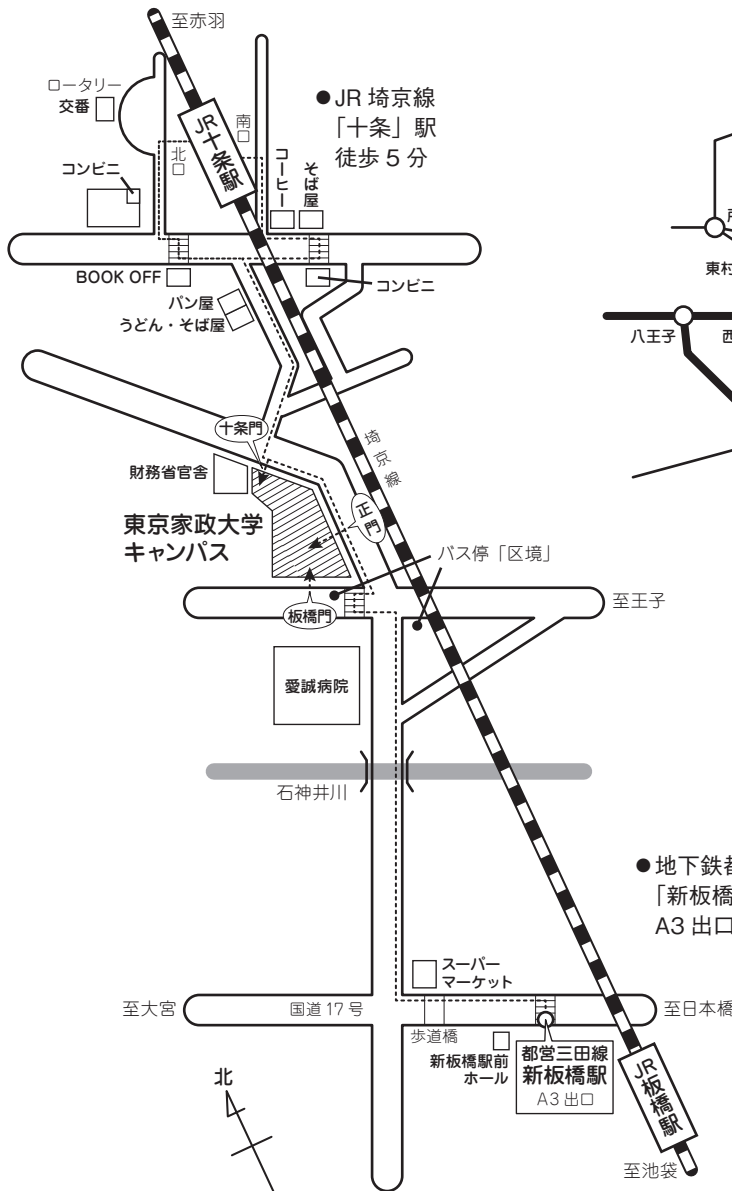 至赤羽
ロータリー
交番
コンビニ
北口
JR十条駅
南口
コーヒー
そば屋
●JR 埼京線
「十条」駅
徒歩 5 分
BOOK OFF
コンビニ
パン屋
うどん・そば屋
東村
八王子
西
十条門
埼京線
財務省官舎
東京家政大学
キャンパス
正門
バス停「区境」
板橋門
至王子
愛誠病院
石神井川
●地下鉄都
「新板橋
A3 出口
スーパー
マーケット
至大宮
国道 17 号
歩道橋
至日本橋
新板橋駅前
ホール
都営三田線
新板橋駅
A3 出口
JR板橋駅
北
至池袋